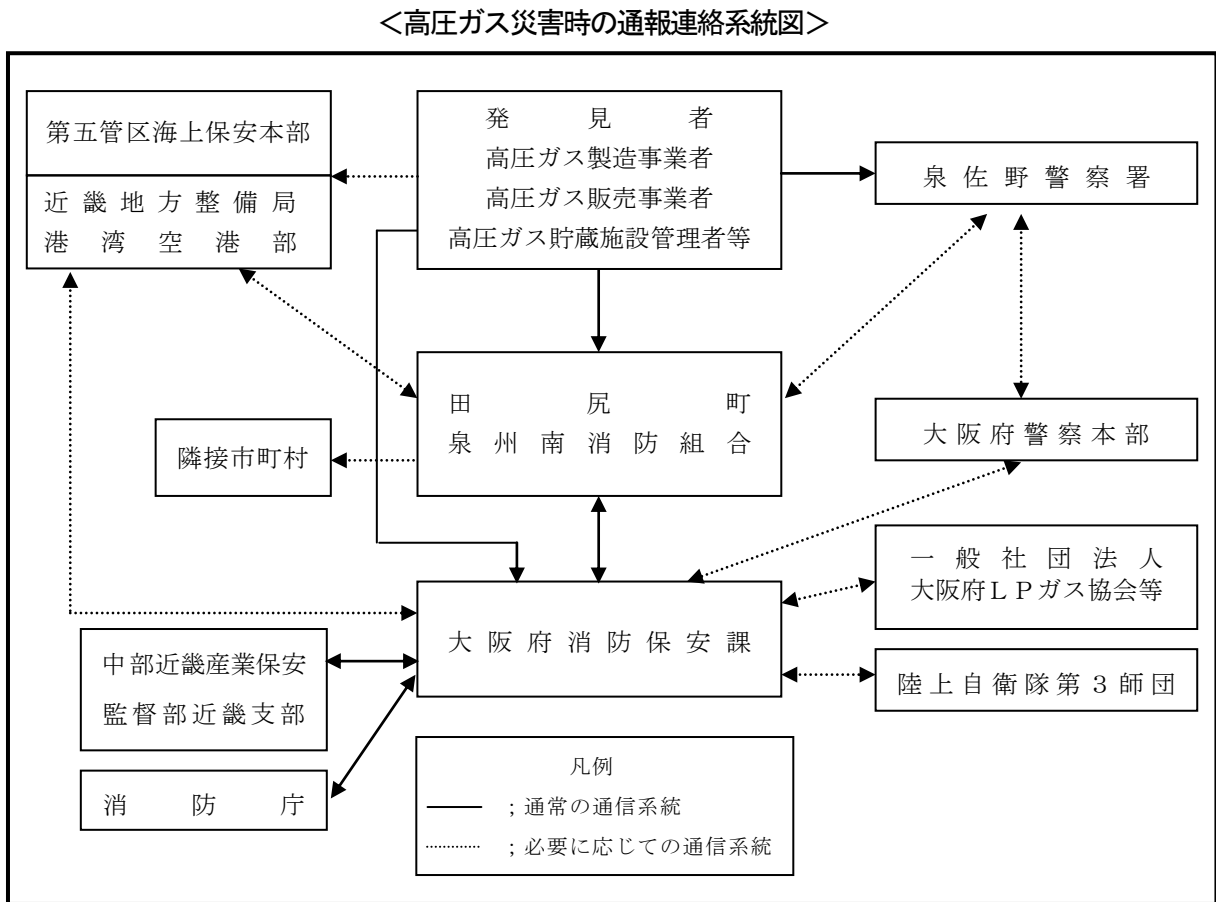 ＜高圧ガス災害時の通報連絡系統図＞
第五管区海上保安本部
近畿地方整備局
港湾空港部
発見者
高圧ガス製造事業者
高圧ガス販売事業者
高圧ガス貯蔵施設管理者等
泉佐野警察署
田尻町
泉州南消防組合
隣接市町村
大阪府警察本部
一般社団法人
大阪府ＬＰガス協会等
大阪府消防保安課
中部近畿産業保安
監督部近畿支部
陸上自衛隊第３師団
消防庁
凡例
；通常の通信系統
；必要に応じての通信系統